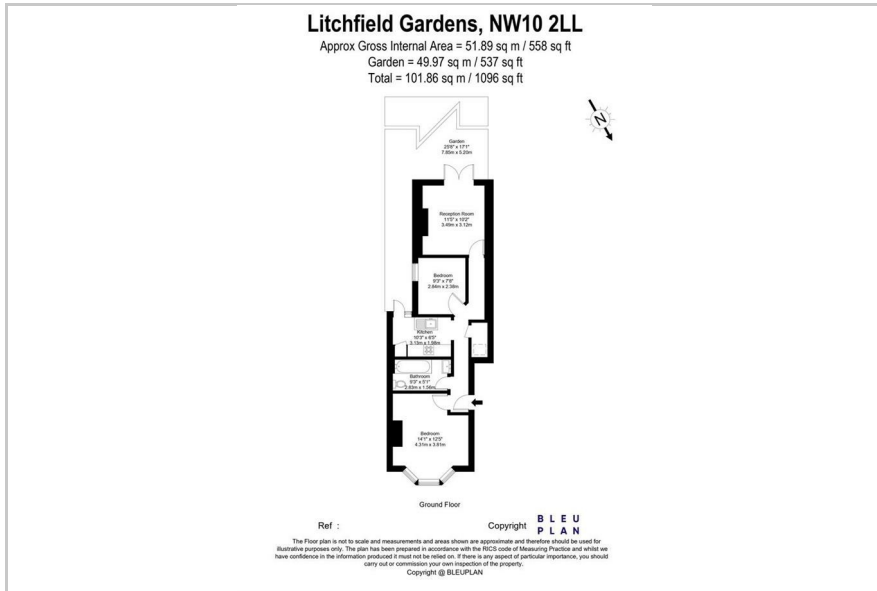 Litchfield Gardens, NW10 2LL
Approx Gross Internal Area = 51.89 sq m / 558 sq ft
Garden = 49.97 sq m / 537 sq ft
Total = 101.86 sq m / 1096 sq ft
N
Garden
25'9" x 17'1"
7.85m x 5.20m
Reception Room
11'5" x 10'2"
3.49m x 3.12m
Bedroom
9'3" x 7'8"
2.84m x 2.38m
Kitchen
10'3" x 6'5"
3.13m x 1.98m
Bathroom
9'3" x 5'1"
2.83m x 1.56m
Bedroom
14'1" x 12'5"
4.31m x 3.81m
Ground Floor
Ref :
Copyright
BLEU
PLAN
The Floor plan is not to scale and measurements and areas shown are approximate and therefore should be used for
illustrative purposes only. The plan has been prepared in accordance with the RICS code of Measuring Practice and whilst we
have confidence in the information produced it must not be relied on. If there is any aspect of particular importance, you should
carry out or commission your own inspection of the property.
Copyright @ BLEUPLAN